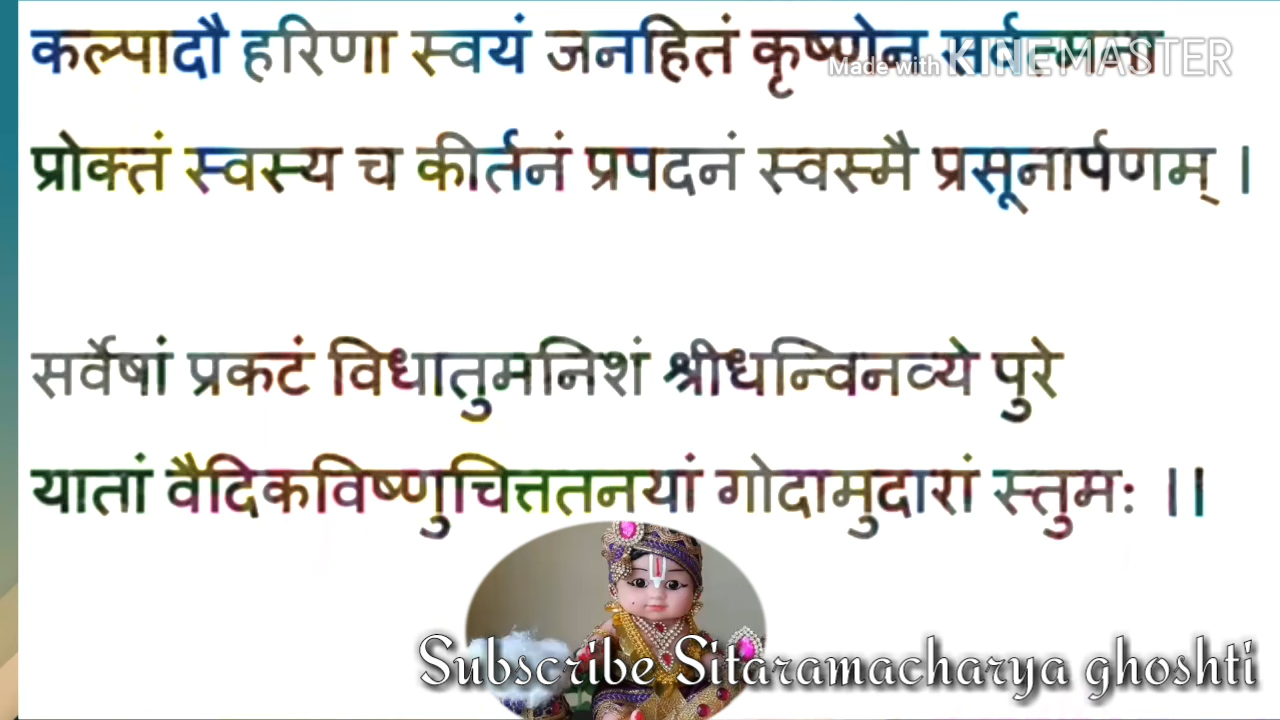 कल्पादौ हरिणा स्वयं जनहितं कृष्णेन
Made with KINEMASTER
प्रोक्तं स्वस्य च कीर्तनं प्रपदनं स्वस्मै प्रसूनार्पणम् ।
सर्वेषां प्रकटं विधातुमनिशं श्रीधन्विनव्ये पुरे
यातां वैदिकविष्णुचित्ततनयां गोदामुदारां स्तुमः ।।
Subscribe Sitaramacharya ghoshti